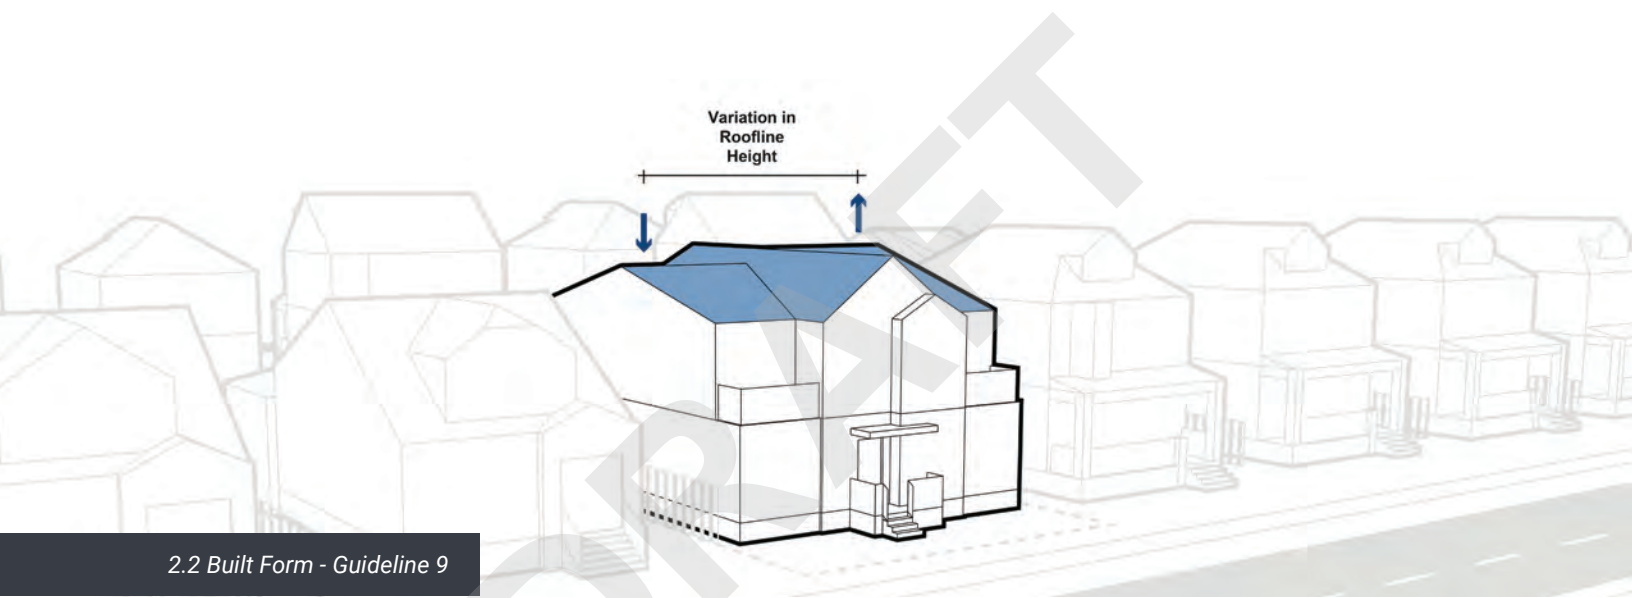 Variation in
Roofline
Height
DRAFT
2.2 Built Form - Guideline 9